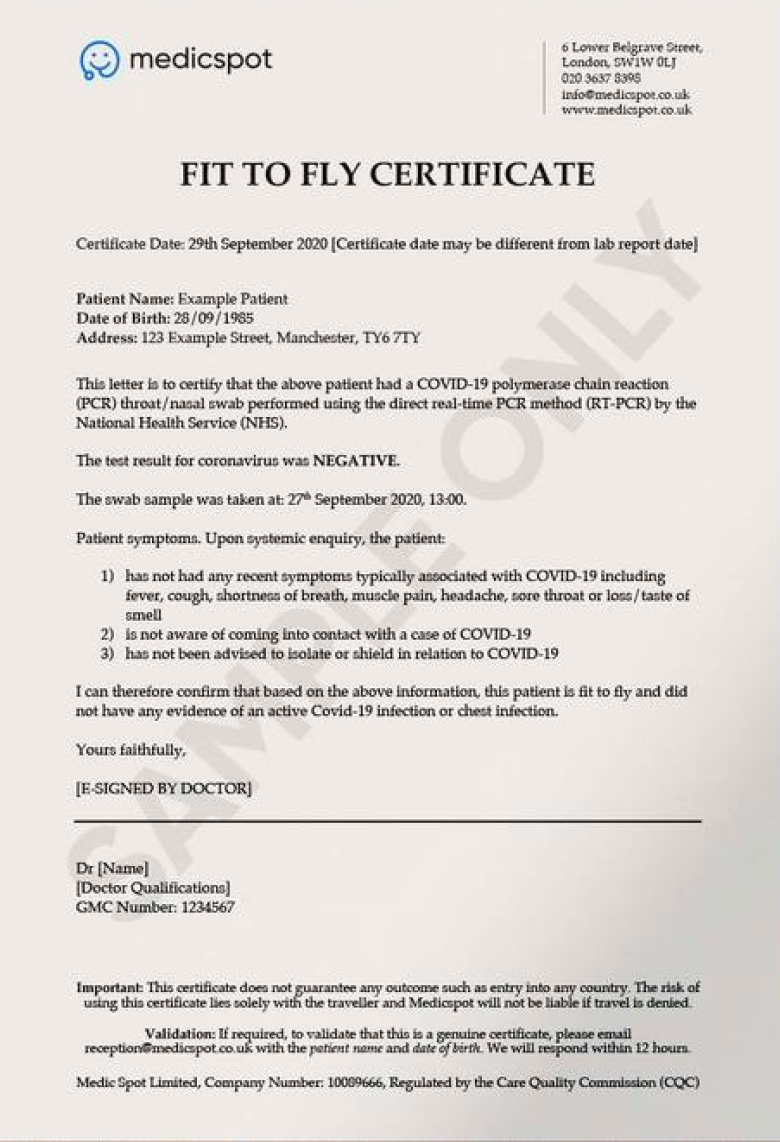 medicspot
6 Lower Belgrave Street,
London, SW1W 0LJ
020 3637 8398
info@medicspot.co.uk
www.medicspot.co.uk
FIT TO FLY CERTIFICATE
Certificate Date: 29th September 2020 [Certificate date may be different from lab report date]
Patient Name: Example Patient
Date of Birth: 28/09/1985
Address: 123 Example Street, Manchester, TY6 7TY
This letter is to certify that the above patient had a COVID-19 polymerase chain reaction
(PCR) throat/nasal swab performed using the direct real-time PCR method (RT-PCR) by the
National Health Service (NHS).
The test result for coronavirus was NEGATIVE.
The swab sample was taken at: 27th September 2020, 13:00.
Patient symptoms. Upon systemic enquiry, the patient:
1) has not had any recent symptoms typically associated with COVID-19 including
fever, cough, shortness of breath, muscle pain, headache, sore throat or loss/taste of
smell
2) is not aware of coming into contact with a case of COVID-19
3) has not been advised to isolate or shield in relation to COVID-19
I can therefore confirm that based on the above information, this patient is fit to fly and did
not have any evidence of an active Covid-19 infection or chest infection.
Yours faithfully,
[E-SIGNED BY DOCTOR]
Dr [Name]
[Doctor Qualifications]
GMC Number: 1234567
Important: This certificate does not guarantee any outcome such as entry into any country. The risk of
using this certificate lies solely with the traveller and Medicspot will not be liable if travel is denied.
Validation: If required, to validate that this is a genuine certificate, please email
reception@medicspot.co.uk with the patient name and date of birth. We will respond within 12 hours.
Medic Spot Limited, Company Number: 10089666, Regulated by the Care Quality Commission (CQC)
SAMPLE ONLY